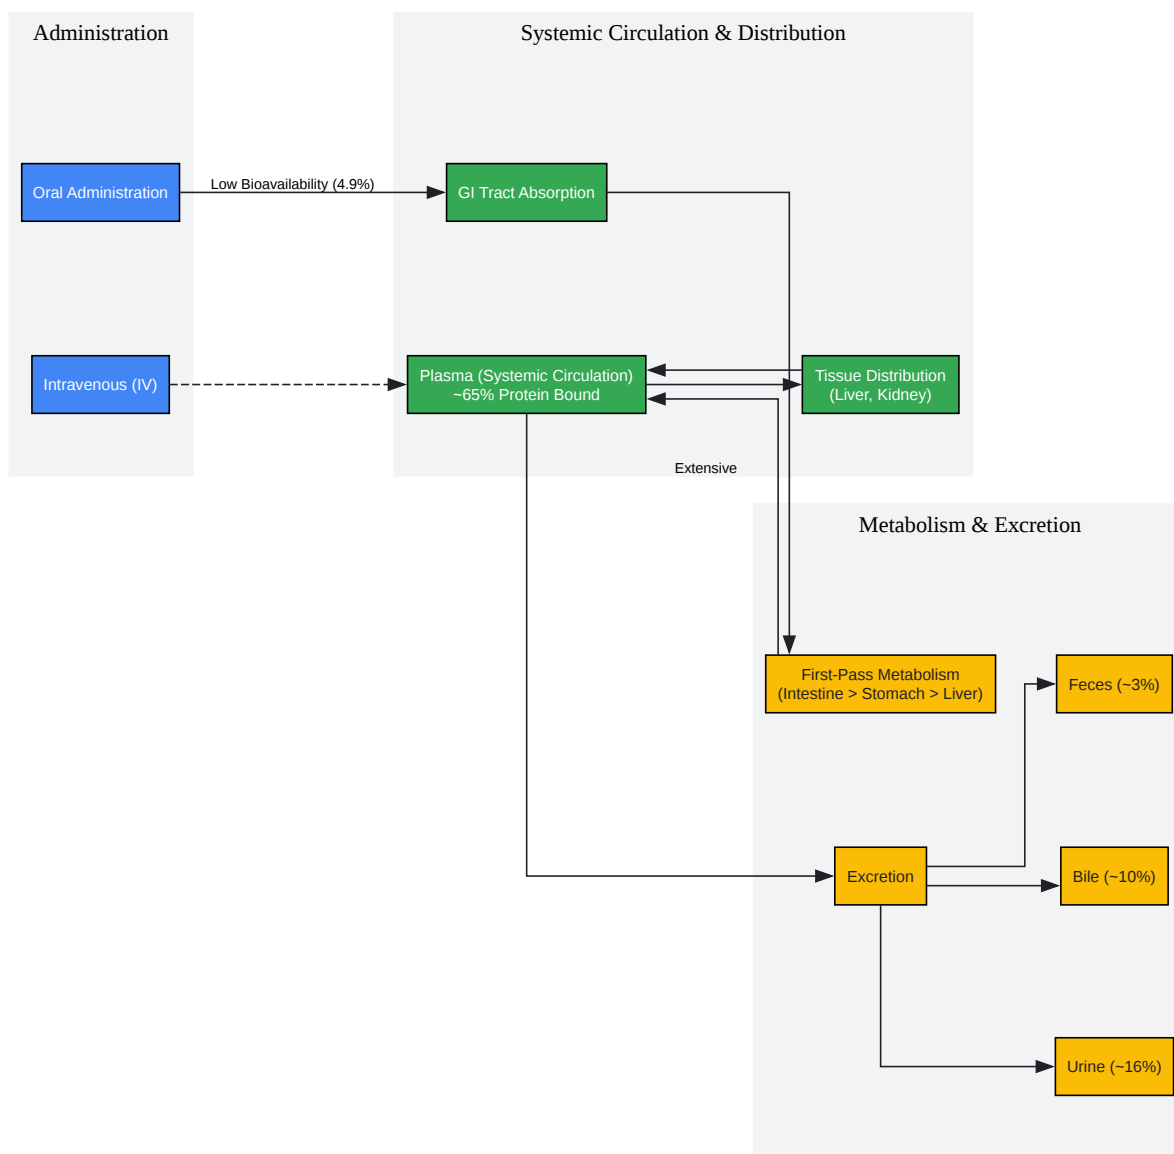 Administration
Systemic Circulation & Distribution
Oral Administration
Low Bioavailability (4.9%)
GI Tract Absorption
Intravenous (IV)
Plasma (Systemic Circulation)
~65% Protein Bound
Tissue Distribution
(Liver, Kidney)
Extensive
Metabolism & Excretion
First-Pass Metabolism
(Intestine > Stomach > Liver)
Feces (~3%)
Excretion
Bile (~10%)
Urine (~16%)